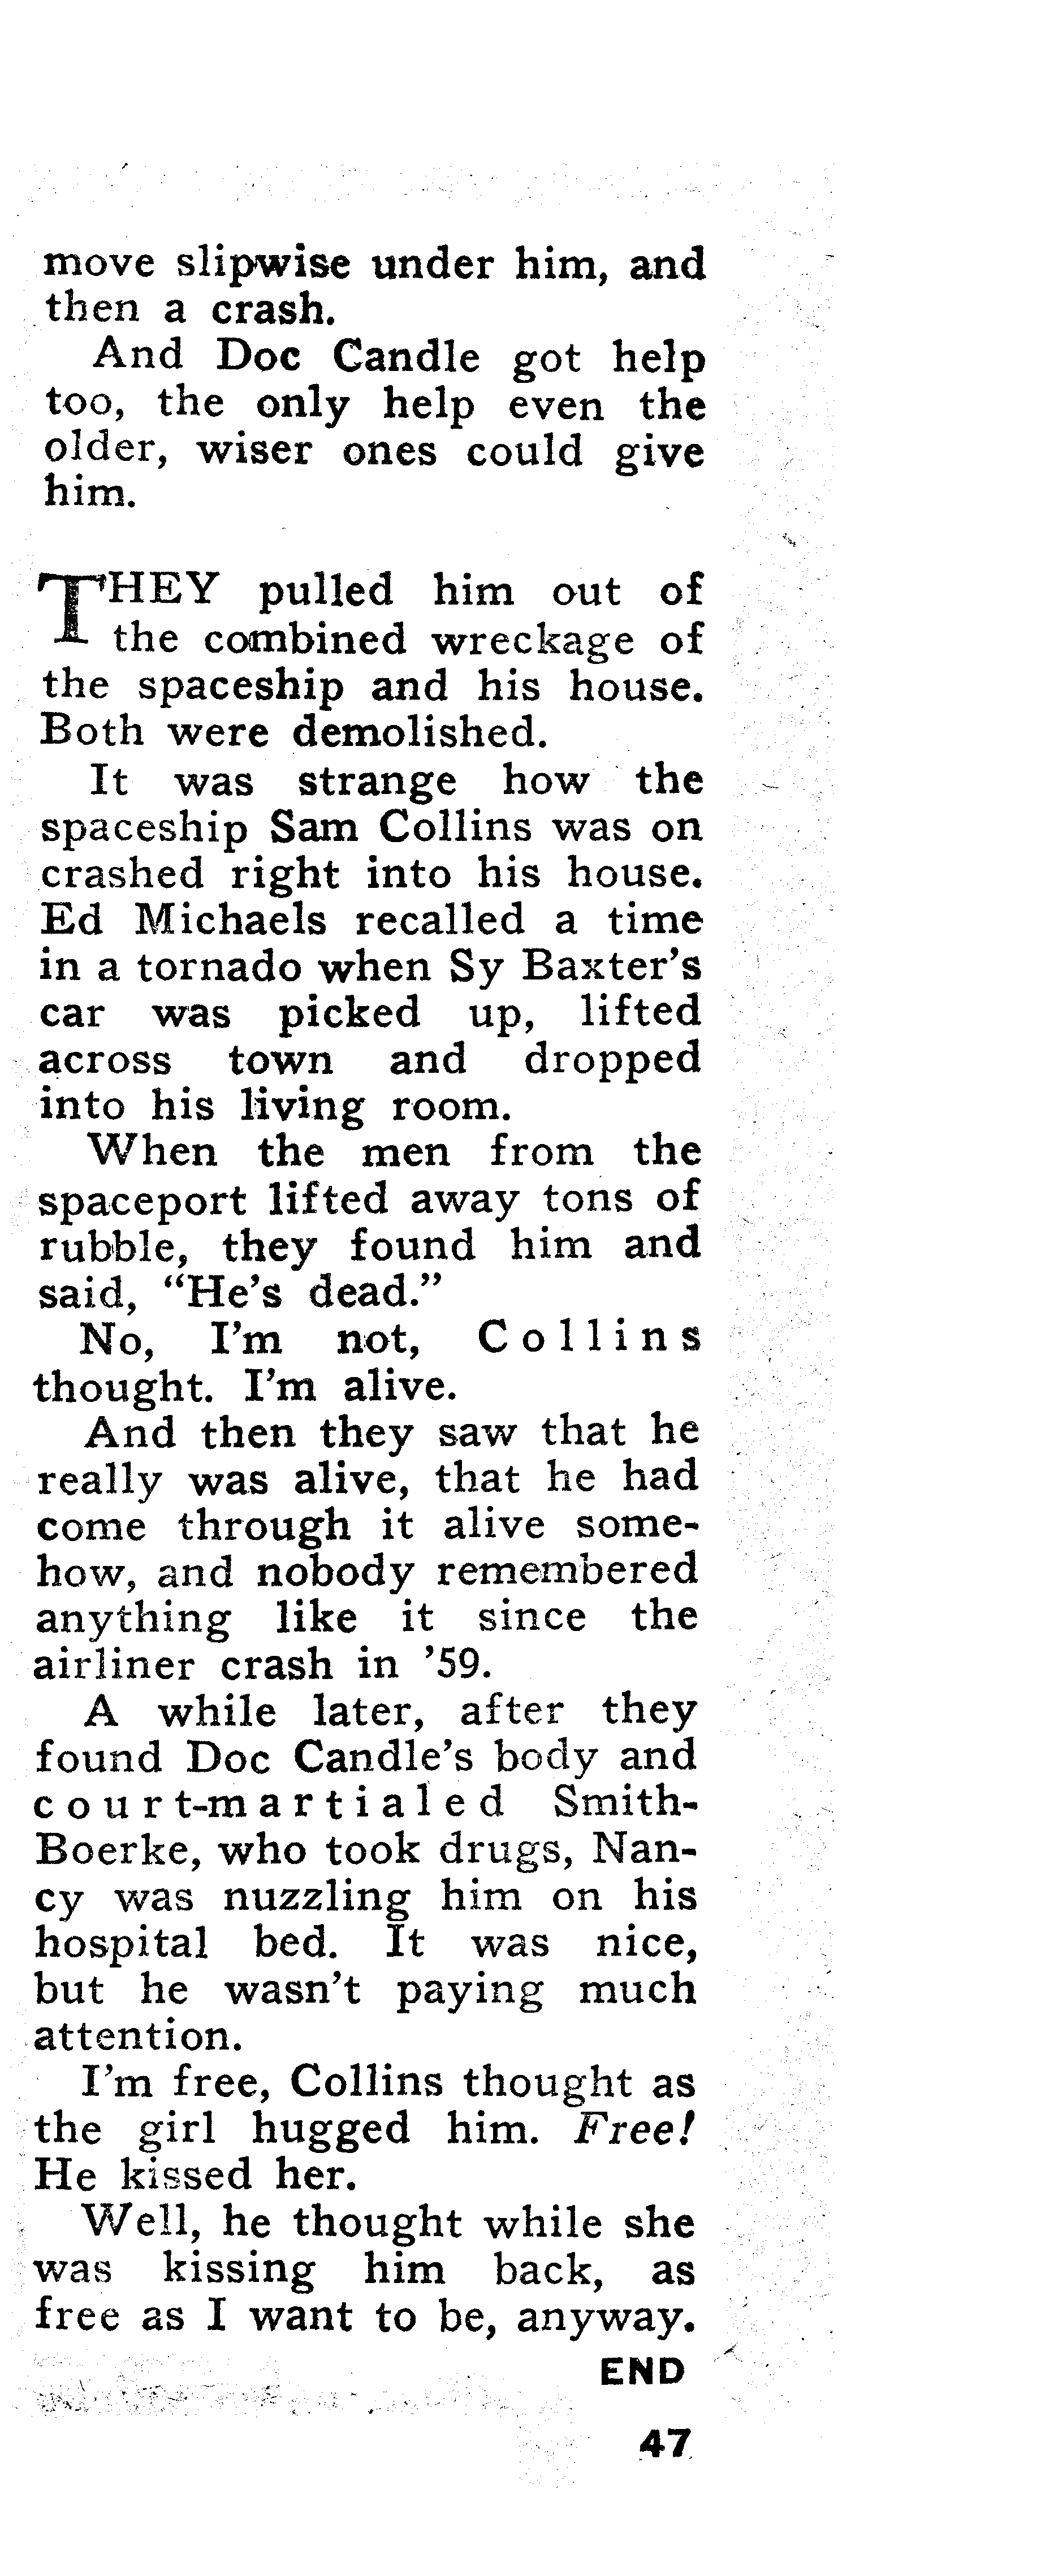 move slipwise under him, and
then a crash.
And Doc Candle got help
too, the only help even the
older, wiser ones could give
him.
THEY pulled him out of
the combined wreckage of
the spaceship and his house.
Both were demolished.
It was strange how the
spaceship Sam Collins was on
crashed right into his house.
Ed Michaels recalled a time
in a tornado when Sy Baxter's
car was picked up, lifted
across town and dropped
into his living room.
When the men from the
spaceport lifted away tons of
rubble, they found him and
said, “He's dead.”
No, I'm not, Collins
thought. I'm alive.
And then they saw that he
really was alive, that he had
come through it alive some-
how, and nobody remembered
anything like it since the
airliner crash in ’59.
A while later, after they
found Doc Candle's body and
court-martialed Smith-
Boerke, who took drugs, Nan-
cy was nuzzling him on his
hospital bed. It was nice,
but he wasn't paying much
attention.
I'm free, Collins thought as
the girl hugged him. Free!
He kissed her.
Well, he thought while she
was kissing him back, as
free as I want to be, anyway.
END
47